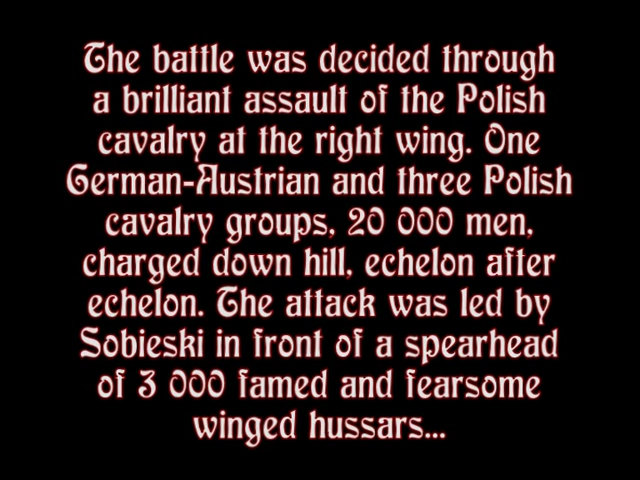 The battle was decided through
a brilliant assault of the Polish
cavalry at the right wing. One
German-Austrian and three Polish
cavalry groups, 20 000 men,
charged down hill, echelon after
echelon. The attack was led by
Sobieski in front of a spearhead
of 3 000 famed and fearsome
winged hussars...